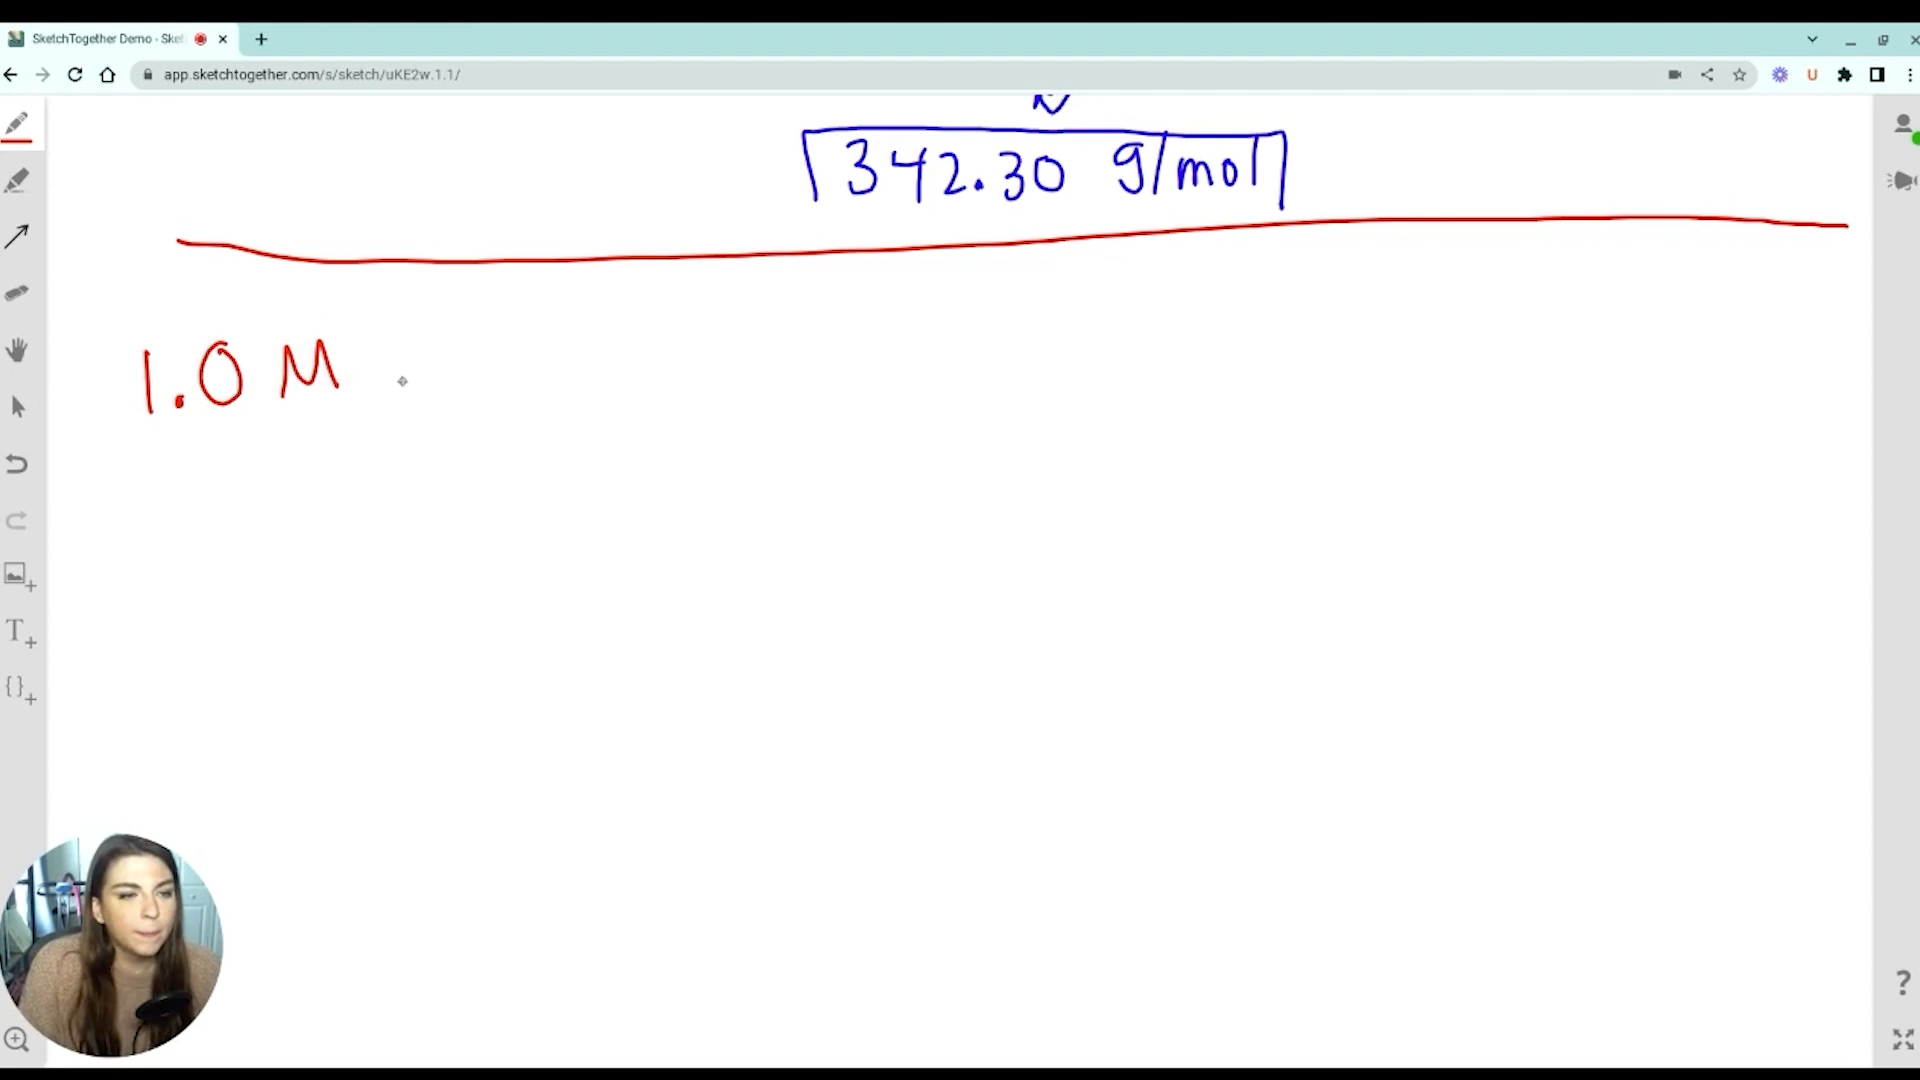 SketchTogether Demo - Sket
app.sketchtogether.com/s/sketch/uKE2w.1.1/
U
342.30 g/mol
1.0 M
T+
{}+
?